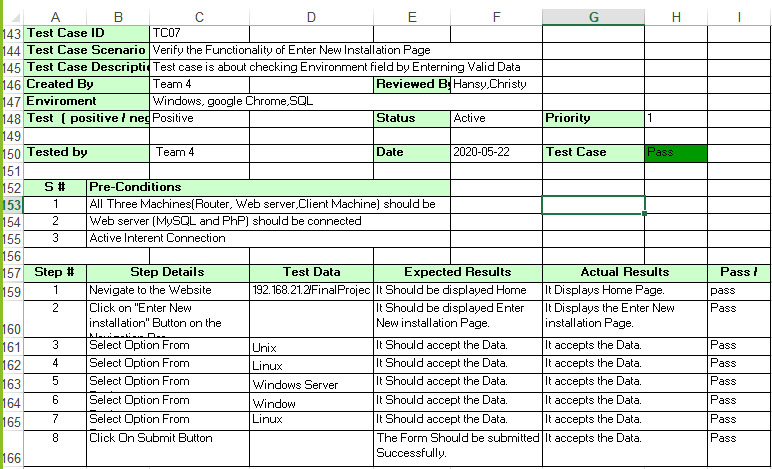 A B C D E F G H I
143 Test Case ID TC07
144 Test Case Scenario Verify the Functionality of Enter New Installation Page
145 Test Case Descripti Test case is about checking Environment field by Enterning Valid Data
146 Created By Team 4 Reviewed B Hansy,Christy
147 Enviroment Windows, google Chrome,SQL
148 Test ( positive / neg Positive Status Active Priority 1
149
150 Tested by Team 4 Date 2020-05-22 Test Case Pass
151
152 S # Pre-Conditions
153 1 All Three Machines(Router, Web server,Client Machine) should be
154 2 Web server (MySQL and PhP) should be connected
155 3 Active Interent Connection
156
157 Step # Step Details Test Data Expected Results Actual Results Pass /
159 1 Nevigate to the Website 192.168.21.2/FinalProjec It Should be displayed Home It Displays Home Page. pass
2 Click on "Enter New It Should be displayed Enter It Displays the Enter New Pass
160 installation" Button on the New installation Page. installation Page.
161 3 Select Option From Unix It Should accept the Data. It accepts the Data. Pass
162 4 Select Option From Linux It Should accept the Data. It accepts the Data. Pass
163 5 Select Option From Windows Server It Should accept the Data. It accepts the Data. Pass
164 6 Select Option From Window It Should accept the Data. It accepts the Data. Pass
165 7 Select Option From Linux It Should accept the Data. It accepts the Data. Pass
8 Click On Submit Button The Form Should be submitted It accepts the Data. Pass
166 Successfully.